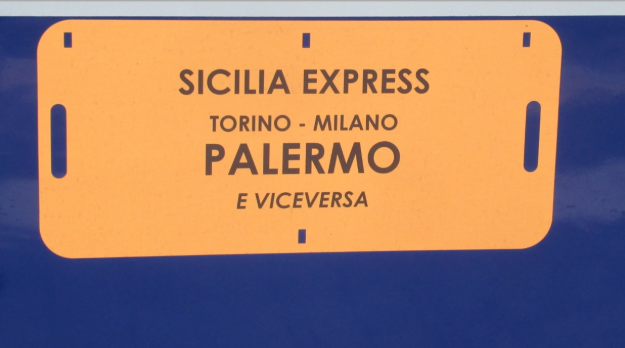 SICILIA EXPRESS
TORINO - MILANO
PALERMO
E VICEVERSA